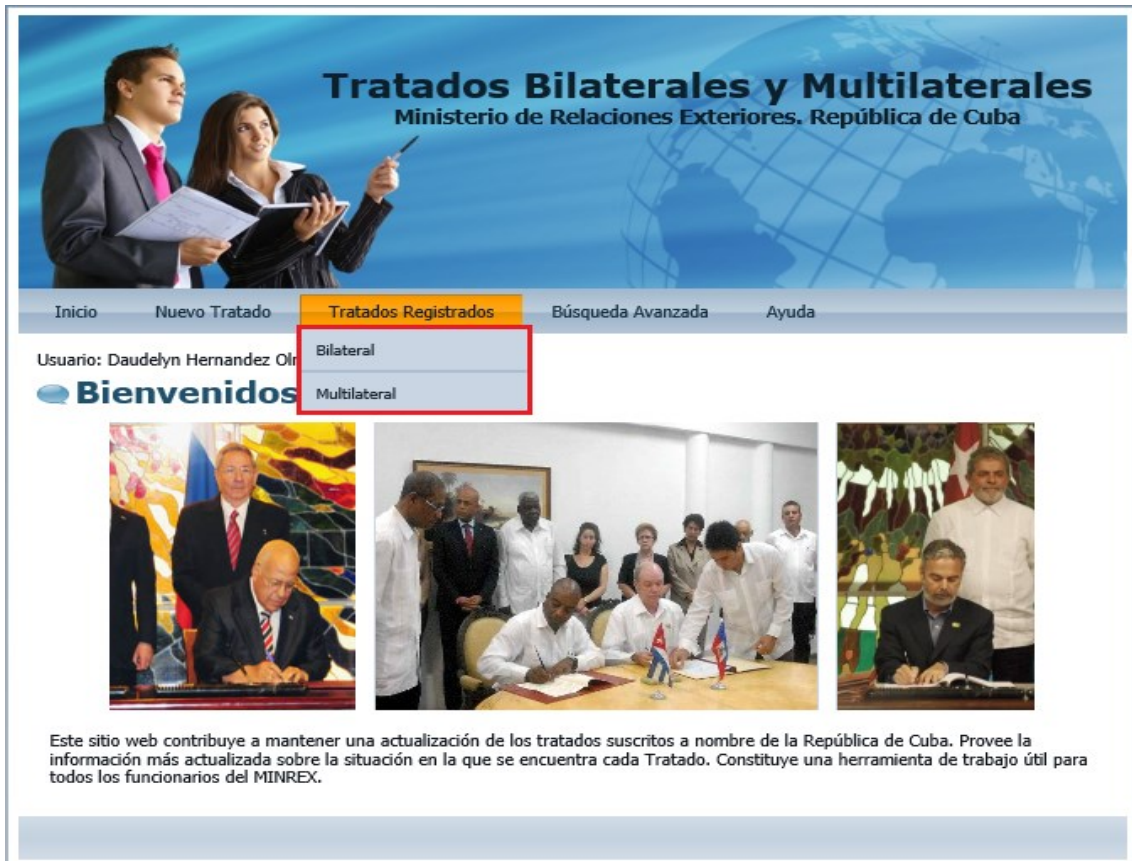 Tratados Bilaterales y Multilaterales
Ministerio de Relaciones Exteriores. República de Cuba
Inicio Nuevo Tratado Tratados Registrados Búsqueda Avanzada Ayuda
Bilateral
Multilateral
Usuario: Daudelyn Hernandez
Bienvenidos
Este sitio web contribuye a mantener una actualización de los tratados suscritos a nombre de la República de Cuba. Provee la
información más actualizada sobre la situación en la que se encuentra cada Tratado. Constituye una herramienta de trabajo útil para
todos los funcionarios del MINREX.